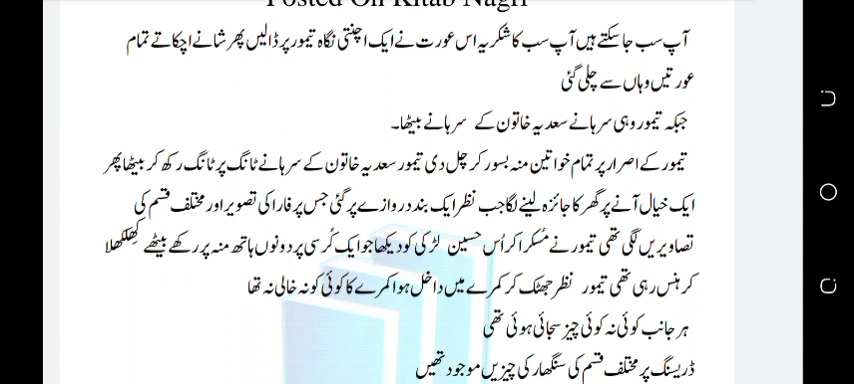 Posted On Kitab Nagri
آپ سب جا سکتے ہیں آپ سب کا شکریہ اس عورت نے ایک اچنتی نگاہ تیمور پر ڈالیں پھر شانے اچکاتے تمام
عورتیں وہاں سے چلی گئی
جبکہ تیمور وہی سرہانے سعدیہ خاتون کے سرہانے بیٹھا۔
تیمور کے اصرار پر تمام خواتین منہ بسور کر چل دی تیمور سعدیہ خاتون کے سرہانے ٹانگ پر ٹانگ رکھ کر بیٹھا پھر
ایک خیال آنے پر گھر کا جائزہ لینے لگا جب نظر ایک بند دروازے پر گئی جس پر فارا کی تصویر اور مختلف قسم کی
تصاویریں لگی تھی تیمور نے مُسکرا کر اُس حسین لڑکی کو دیکھا جو ایک کُرسی پر دونوں ہاتھ منہ پر رکھے بیٹھے کِھلکھلا
کر ہنس رہی تھی تیمور نظر جھٹک کر کمرے میں داخل ہوا کمرے کا کوئی کونہ خالی نہ تھا
ہر جانب کوئی نہ کوئی چیز سجائی ہوئی تھی
ڈریسنگ پر مختلف قسم کی سنگھار کی چیزیں موجود تھیں